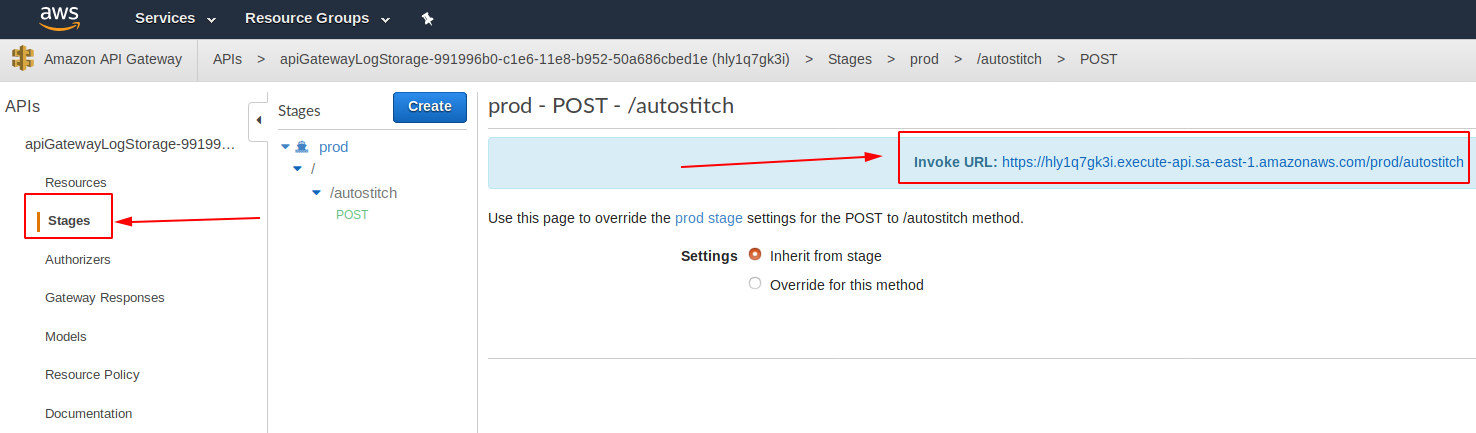 aws
Services
Resource Groups
Amazon API Gateway
APIs > apiGatewayLogStorage-991996b0-c1e6-11e8-b952-50a686cbed1e (hly1q7gk3i) > Stages > prod > /autostitch > POST
APIs
apiGatewayLogStorage-99199…
Resources
Stages
Authorizers
Gateway Responses
Models
Resource Policy
Documentation
Stages
Create
prod
/
/autostitch
POST
prod - POST - /autostitch
Invoke URL: https://hly1q7gk3i.execute-api.sa-east-1.amazonaws.com/prod/autostitch
Use this page to override the prod stage settings for the POST to /autostitch method.
Settings
Inherit from stage
Override for this method